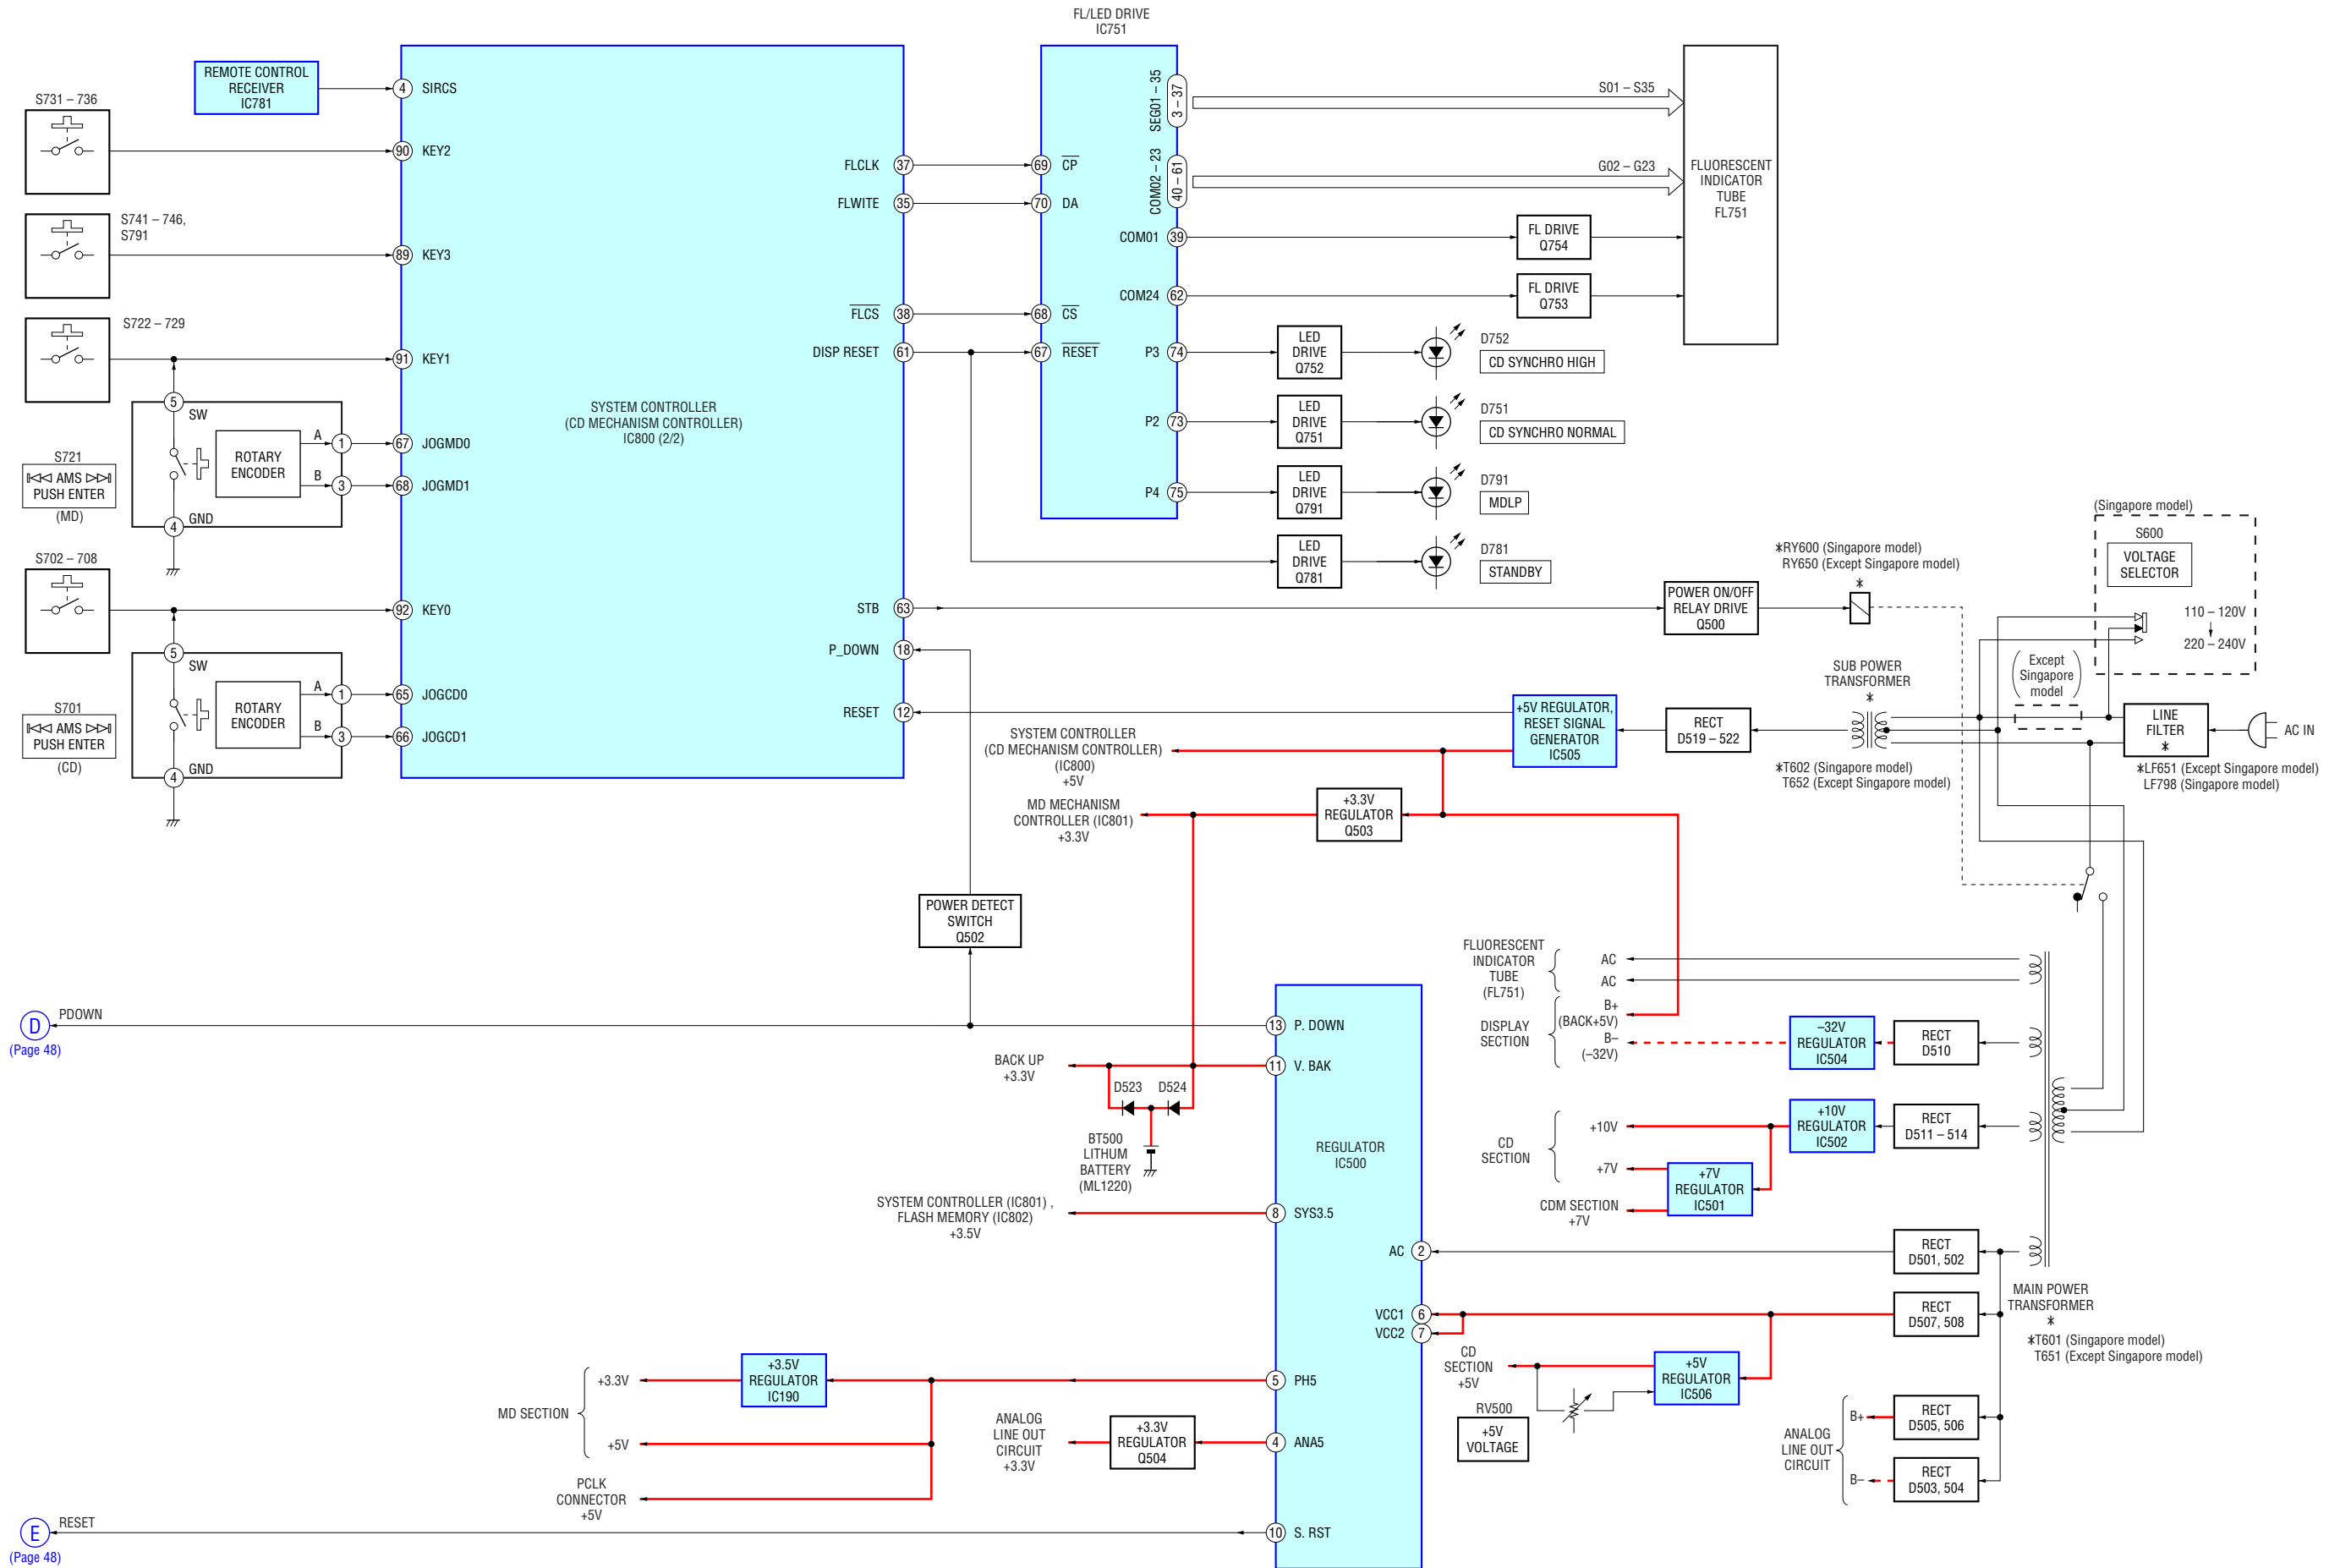 FL/LED DRIVE
IC751
REMOTE CONTROL
RECEIVER
IC781
S731 – 736
S741 – 746,
S791
S722 – 729
5
SW
ROTARY
ENCODER
A
1
B
3
4
GND
S721
AMS
PUSH ENTER
(MD)
S702 – 708
5
SW
ROTARY
ENCODER
A
1
B
3
4
GND
S701
AMS
PUSH ENTER
(CD)
4 SIRCS
90 KEY2
89 KEY3
91 KEY1
67 JOGMD0
68 JOGMD1
92 KEY0
65 JOGCD0
66 JOGCD1
SYSTEM CONTROLLER
(CD MECHANISM CONTROLLER)
IC800 (2/2)
FLCLK 37
FLWITE 35
FLCS 38
DISP RESET 61
STB 63
P_DOWN 18
RESET 12
69 CP
70 DA
68 CS
67 RESET
SEG01 – 35
3 – 37
COM02 – 23
40 – 61
COM01 39
COM24 62
P3 74
P2 73
P4 75
S01 – S35
G02 – G23
FLUORESCENT
INDICATOR
TUBE
FL751
FL DRIVE
Q754
FL DRIVE
Q753
LED
DRIVE
Q752
D752
CD SYNCHRO HIGH
LED
DRIVE
Q751
D751
CD SYNCHRO NORMAL
LED
DRIVE
Q791
D791
MDLP
LED
DRIVE
Q781
D781
STANDBY
POWER ON/OFF
RELAY DRIVE
Q500
*RY600 (Singapore model)
RY650 (Except Singapore model)
*
(Singapore model)
S600
VOLTAGE
SELECTOR
110 – 120V
220 – 240V
(Except
Singapore
model)
SUB POWER
TRANSFORMER
*
*T602 (Singapore model)
T652 (Except Singapore model)
LINE
FILTER
*
AC IN
*LF651 (Except Singapore model)
LF798 (Singapore model)
+5V REGULATOR,
RESET SIGNAL
GENERATOR
IC505
RECT
D519 – 522
SYSTEM CONTROLLER
(CD MECHANISM CONTROLLER)
(IC800)
+5V
MD MECHANISM
CONTROLLER (IC801)
+3.3V
+3.3V
REGULATOR
Q503
POWER DETECT
SWITCH
Q502
D
PDOWN
(Page 48)
FLUORESCENT
INDICATOR
TUBE
(FL751)
AC
AC
DISPLAY
SECTION
B+
(BACK+5V)
B–
(–32V)
–32V
REGULATOR
IC504
RECT
D510
CD
SECTION
+10V
+7V
CDM SECTION
+7V
+10V
REGULATOR
IC502
RECT
D511 – 514
+7V
REGULATOR
IC501
13 P. DOWN
11 V. BAK
BACK UP
+3.3V
D523
D524
BT500
LITHUM
BATTERY
(ML1220)
REGULATOR
IC500
SYSTEM CONTROLLER (IC801) ,
FLASH MEMORY (IC802)
+3.5V
8 SYS3.5
AC 2
VCC1 6
VCC2 7
RECT
D501, 502
RECT
D507, 508
MAIN POWER
TRANSFORMER
*
*T601 (Singapore model)
T651 (Except Singapore model)
CD
SECTION
+5V
+5V
REGULATOR
IC506
RV500
+5V
VOLTAGE
MD SECTION
+3.3V
+5V
+3.5V
REGULATOR
IC190
5 PH5
ANALOG
LINE OUT
CIRCUIT
+3.3V
+3.3V
REGULATOR
Q504
4 ANA5
PCLK
CONNECTOR
+5V
ANALOG
LINE OUT
CIRCUIT
B+
B–
RECT
D505, 506
RECT
D503, 504
E
RESET
(Page 48)
10 S. RST